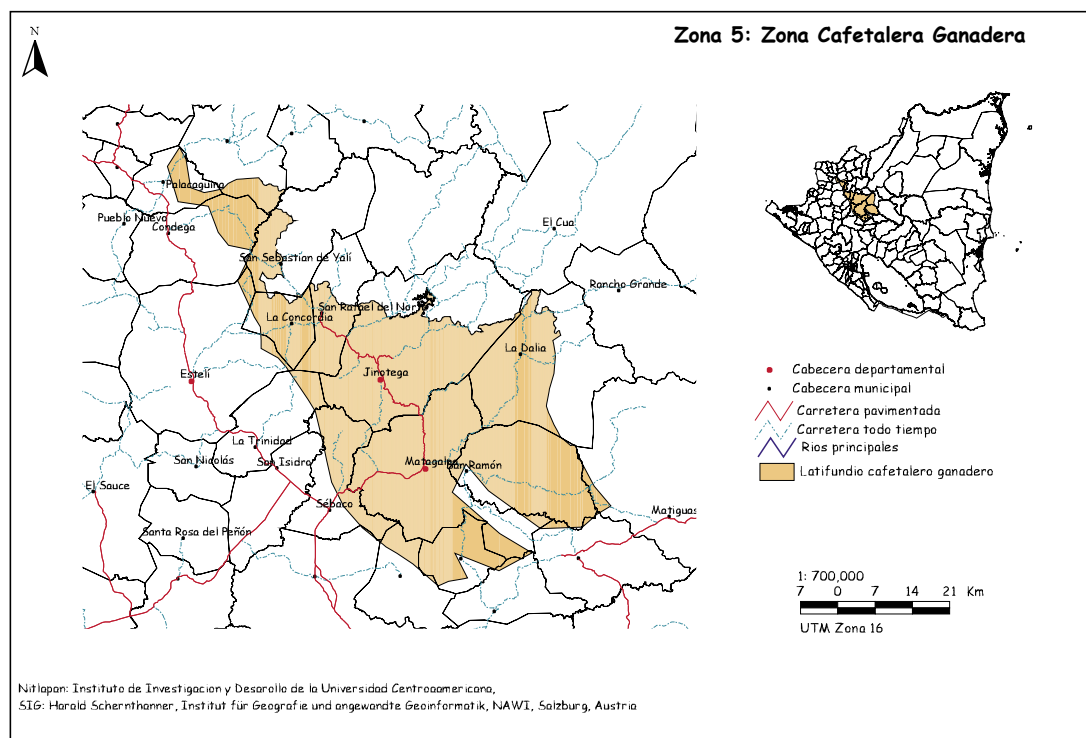 Zona 5: Zona Cafetalera Ganadera
N
Palacaguina
Pueblo Nuevo
Condega
El Cua
San Sebastían de Yalí
Rancho Grande
San Rafael del Norte
La Concordia
La Dalia
Jinotega
Estelí
La Trinidad
San Nicolás
San Isidro
Matagalpa
San Ramón
El Sauce
Sébaco
Matiguas
Santa Rosa del Peñón
Cabecera departamental
Cabecera municipal
Carretera pavimentada
Carretera todo tiempo
Rios principales
Latifundio cafetalero ganadero
1: 700,000
7 0 7 14 21 Km
UTM Zona 16
Nitlapan: Instituto de Investigacion y Desarollo de la Universidad Centroamericana,
SIG: Harald Schernthanner, Institut für Geografie und angewandte Geoinformatik, NAWI, Salzburg, Austria